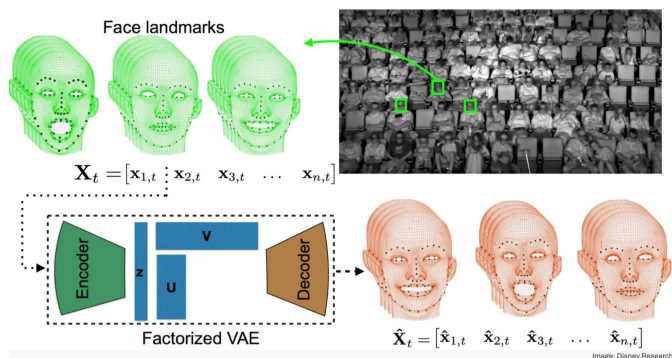 Face landmarks
X_t = [x_{1,t} x_{2,t} x_{3,t} ... x_{n,t}]
Encoder
z
V
U
Decoder
Factorized VAE
X̂_t = [x̂_{1,t} x̂_{2,t} x̂_{3,t} ... x̂_{n,t}]
Image: Disney Research